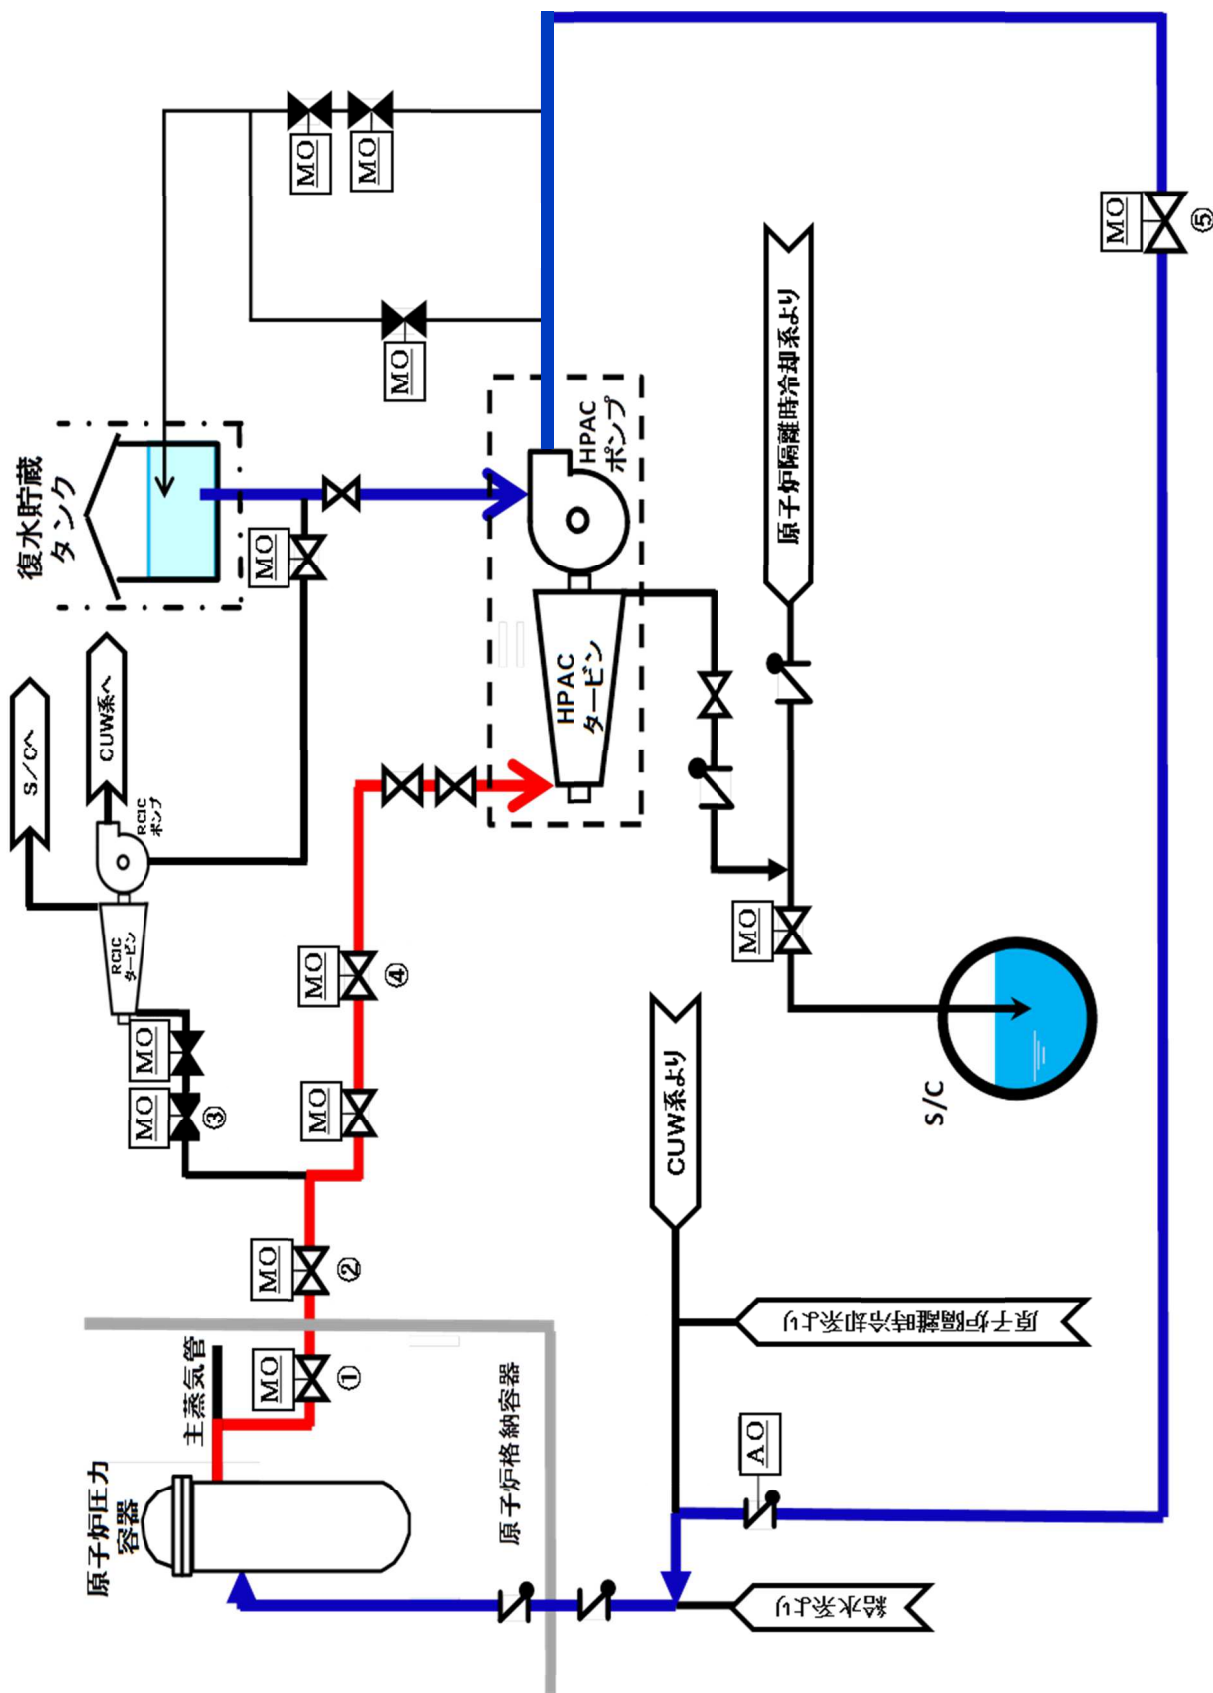 復水貯蔵
タンク
S/Cへ
CUW系へ
RCIC
ポンプ
RCIC
タービン
MO
MO
③
MO
MO
MO
MO
HPAC
ポンプ
HPAC
タービン
MO
④
MO
MO
②
MO
①
主蒸気管
原子炉圧力
容器
原子炉格納容器
原子炉隔離時冷却系より
MO
S/C
CUW系より
原子炉隔離時冷却系より
AO
給水系より
MO
⑤